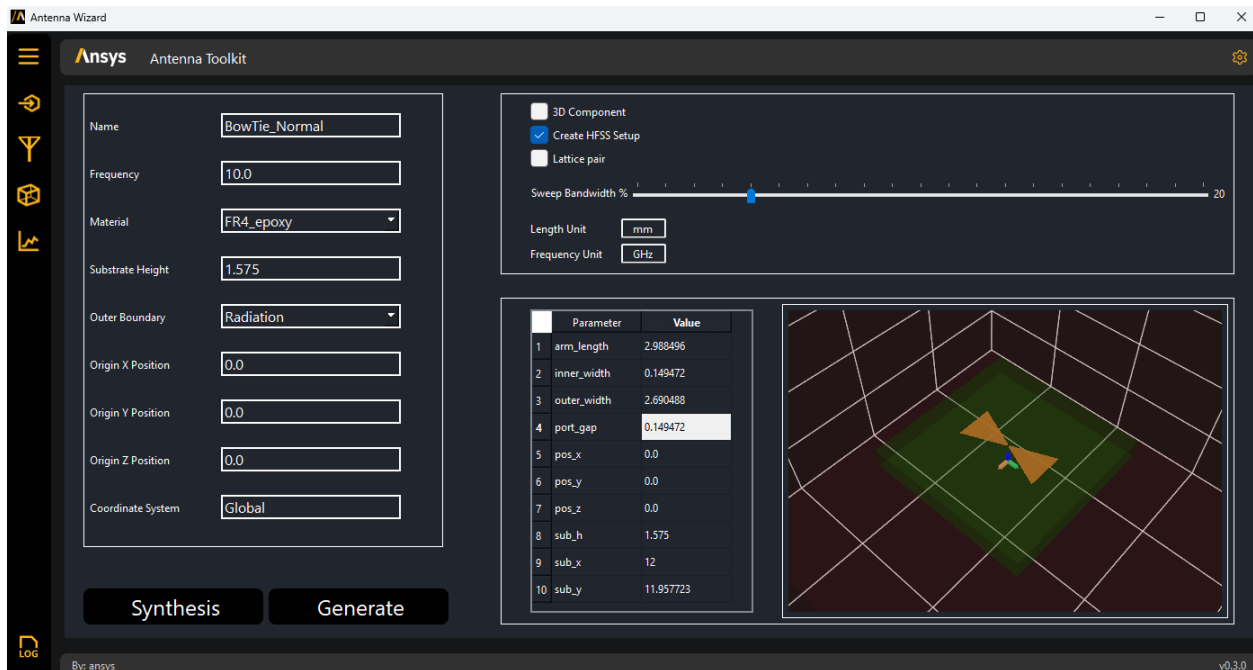 Antenna Wizard
Ansys Antenna Toolkit
Name BowTie_Normal
Frequency 10.0
Material FR4_epoxy
Substrate Height 1.575
Outer Boundary Radiation
Origin X Position 0.0
Origin Y Position 0.0
Origin Z Position 0.0
Coordinate System Global
Synthesis Generate
3D Component
Create HFSS Setup
Lattice pair
Sweep Bandwidth % 20
Length Unit mm
Frequency Unit GHz
Parameter Value
1 arm_length 2.988496
2 inner_width 0.149472
3 outer_width 2.690488
4 port_gap 0.149472
5 pos_x 0.0
6 pos_y 0.0
7 pos_z 0.0
8 sub_h 1.575
9 sub_x 12
10 sub_y 11.957723
LOG
By: ansys v0.3.0